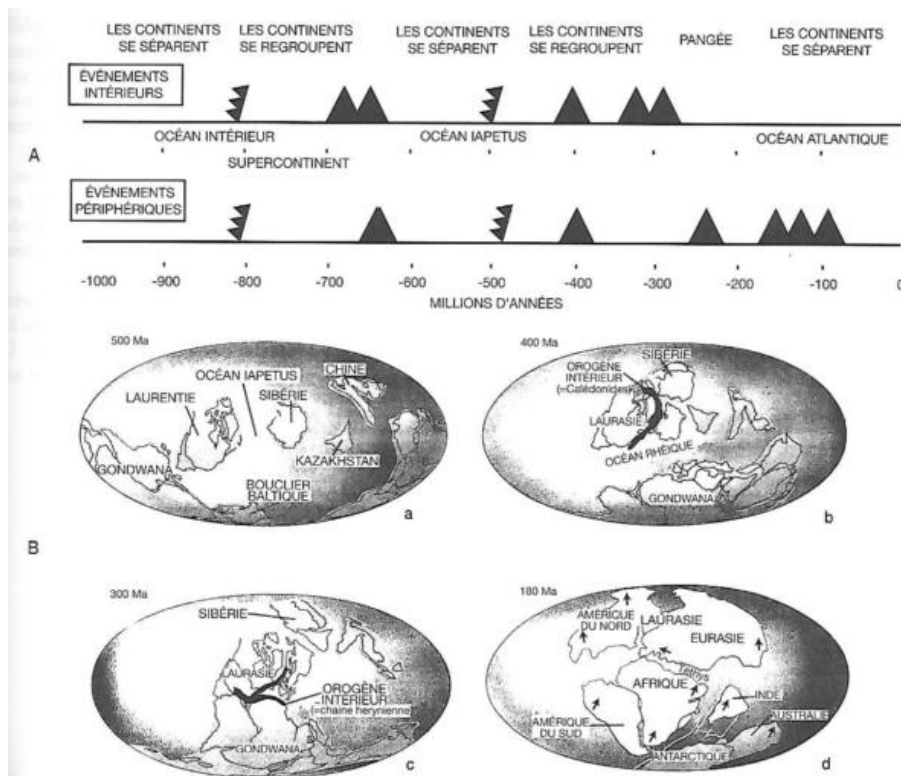 LES CONTINENTS
SE SÉPARENT
LES CONTINENTS
SE REGROUPENT
LES CONTINENTS
SE SÉPARENT
LES CONTINENTS
SE REGROUPENT
PANGÉE
LES CONTINENTS
SE SÉPARENT
ÉVÉNEMENTS
INTÉRIEURS
OCÉAN INTÉRIEUR
OCÉAN IAPETUS
OCÉAN ATLANTIQUE
A
SUPERCONTINENT
ÉVÉNEMENTS
PÉRIPHÉRIQUES
-1000 -900 -800 -700 -600 -500 -400 -300 -200 -100 0
MILLIONS D'ANNÉES
B
500 Ma
OCÉAN IAPETUS
CHINE
LAURENTIE
SIBÉRIE
KAZAKHSTAN
GONDWANA
BOUCLIER
BALTIQUE
a
400 Ma
SIBÉRIE
OROGÈNE
INTÉRIEUR
(=Calédonides)
LAURASIE
OCÉAN RHÉIQUE
GONDWANA
b
300 Ma
SIBÉRIE
LAURASIE
OROGÈNE
INTÉRIEUR
(=chaîne hercynienne
GONDWANA
c
180 Ma
AMÉRIQUE
DU NORD
LAURASIE
EURASIE
Téthys
AFRIQUE
INDE
AMÉRIQUE
DU SUD
AUSTRALIE
ANTARCTIQUE
d